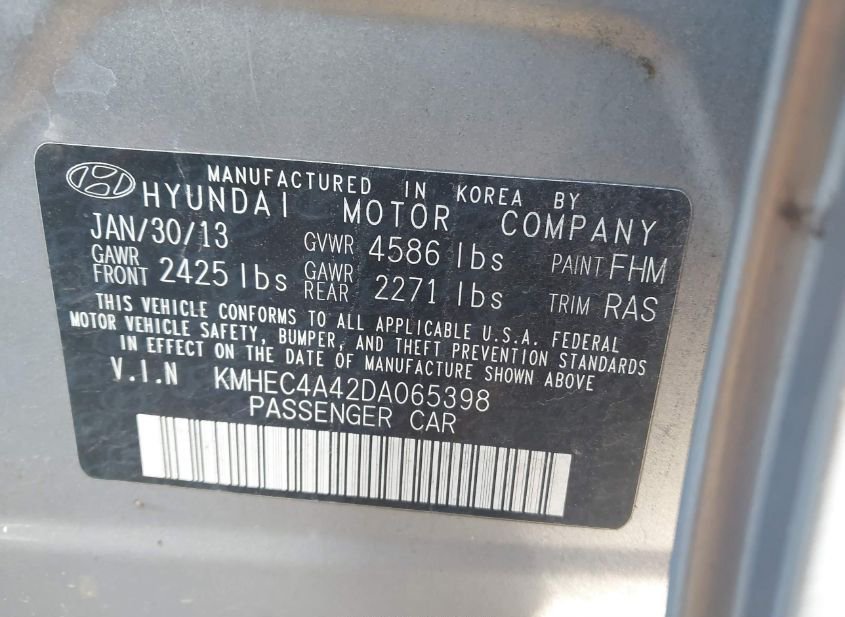 MANUFACTURED IN KOREA BY
HYUNDAI MOTOR COMPANY
JAN/30/13 GVWR 4586 lbs PAINT FHM
GAWR FRONT 2425 lbs GAWR REAR 2271 lbs TRIM RAS
THIS VEHICLE CONFORMS TO ALL APPLICABLE U.S.A. FEDERAL
MOTOR VEHICLE SAFETY, BUMPER, AND THEFT PREVENTION STANDARDS
IN EFFECT ON THE DATE OF MANUFACTURE SHOWN ABOVE
V.I.N KMHEC4A42DA065398
PASSENGER CAR